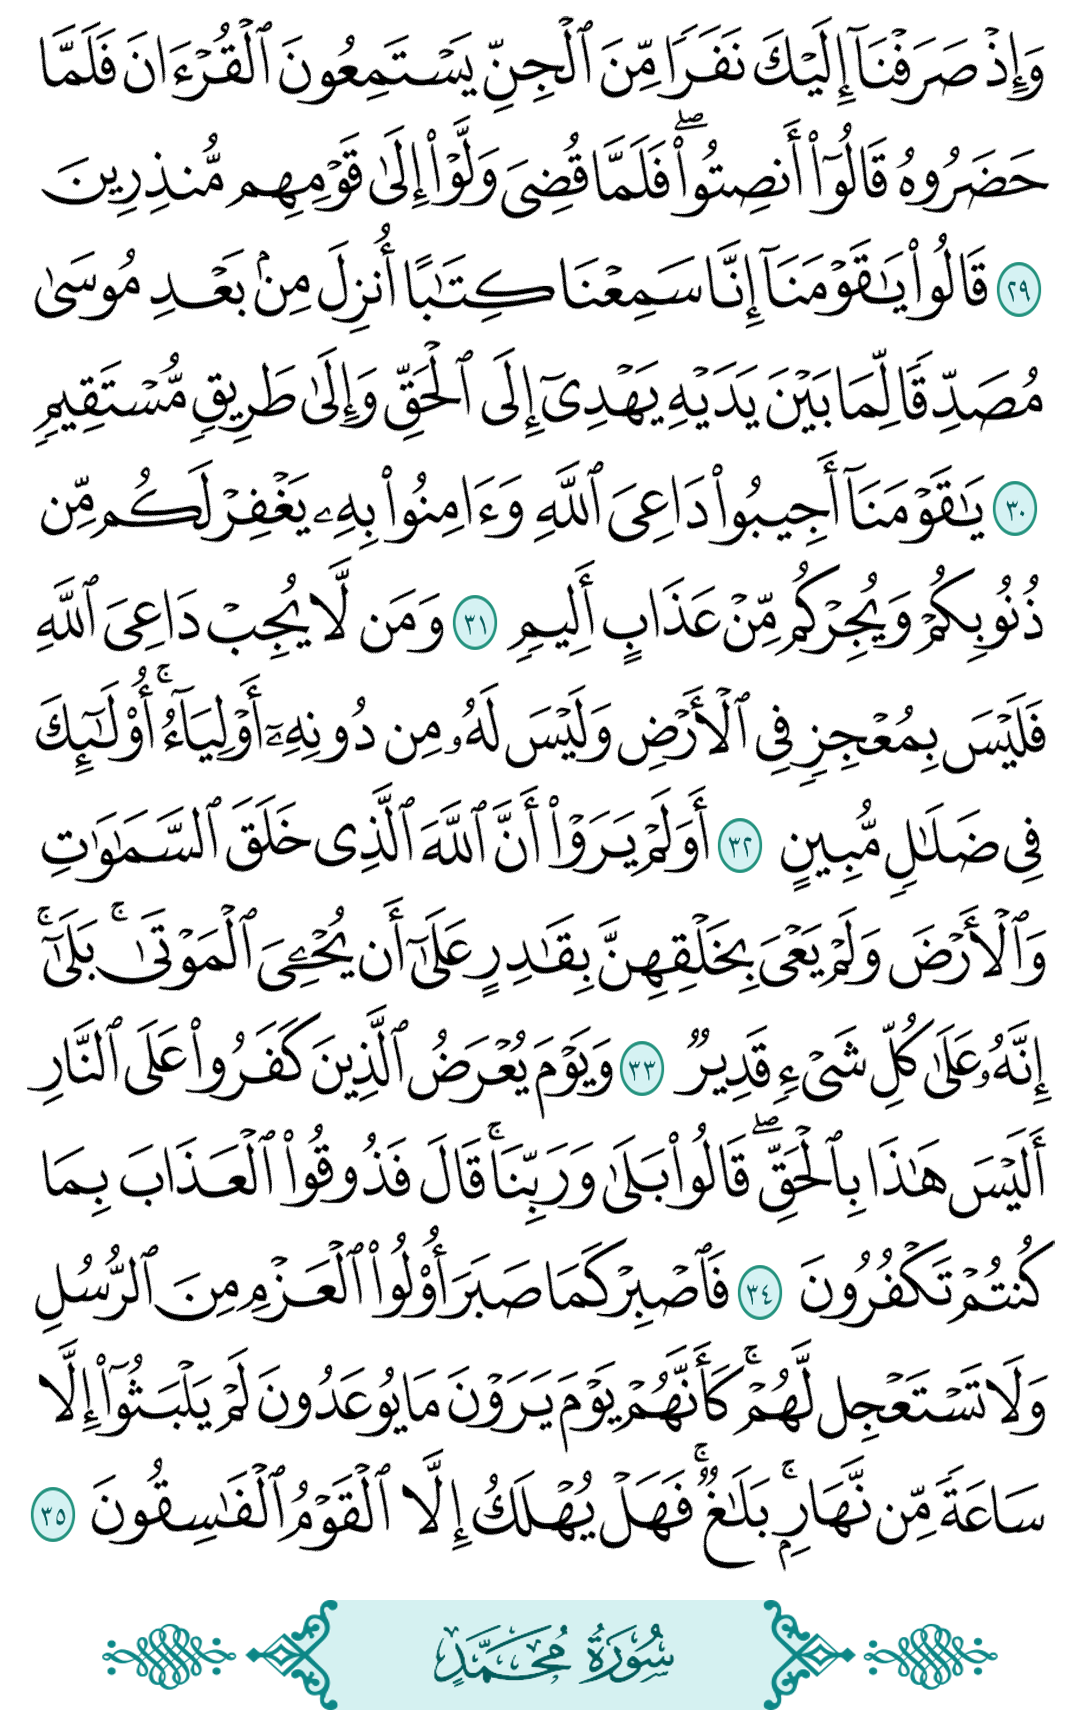 وَإِذْ صَرَفْنَآ إِلَيْكَ نَفَرًا مِّنَ ٱلْجِنِّ يَسْتَمِعُونَ ٱلْقُرْءَانَ فَلَمَّا
حَضَرُوهُ قَالُوٓا۟ أَنصِتُوا۟ ۖ فَلَمَّا قُضِىَ وَلَّوْا۟ إِلَىٰ قَوْمِهِم مُّنذِرِينَ
٢٩ قَالُوا۟ يَٰقَوْمَنَآ إِنَّا سَمِعْنَا كِتَٰبًا أُنزِلَ مِنۢ بَعْدِ مُوسَىٰ
مُصَدِّقًا لِّمَا بَيْنَ يَدَيْهِ يَهْدِىٓ إِلَى ٱلْحَقِّ وَإِلَىٰ طَرِيقٍ مُّسْتَقِيمٍ
٣٠ يَٰقَوْمَنَآ أَجِيبُوا۟ دَاعِىَ ٱللَّهِ وَءَامِنُوا۟ بِهِۦ يَغْفِرْ لَكُم مِّن
ذُنُوبِكُمْ وَيُجِرْكُم مِّنْ عَذَابٍ أَلِيمٍ ٣١ وَمَن لَّا يُجِبْ دَاعِىَ ٱللَّهِ
فَلَيْسَ بِمُعْجِزٍ فِى ٱلْأَرْضِ وَلَيْسَ لَهُۥ مِن دُونِهِۦٓ أَوْلِيَآءُ ۚ أُو۟لَٰٓئِكَ
فِى ضَلَٰلٍ مُّبِينٍ ٣٢ أَوَلَمْ يَرَوْا۟ أَنَّ ٱللَّهَ ٱلَّذِى خَلَقَ ٱلسَّمَٰوَٰتِ
وَٱلْأَرْضَ وَلَمْ يَعْىَ بِخَلْقِهِنَّ بِقَٰدِرٍ عَلَىٰٓ أَن يُحْـِۧىَ ٱلْمَوْتَىٰ ۚ بَلَىٰٓ ۚ
إِنَّهُۥ عَلَىٰ كُلِّ شَىْءٍ قَدِيرٌ ٣٣ وَيَوْمَ يُعْرَضُ ٱلَّذِينَ كَفَرُوا۟ عَلَى ٱلنَّارِ
أَلَيْسَ هَٰذَا بِٱلْحَقِّ ۖ قَالُوا۟ بَلَىٰ وَرَبِّنَا ۚ قَالَ فَذُوقُوا۟ ٱلْعَذَابَ بِمَا
كُنتُمْ تَكْفُرُونَ ٣٤ فَٱصْبِرْ كَمَا صَبَرَ أُو۟لُوا۟ ٱلْعَزْمِ مِنَ ٱلرُّسُلِ
وَلَا تَسْتَعْجِل لَّهُمْ ۚ كَأَنَّهُمْ يَوْمَ يَرَوْنَ مَا يُوعَدُونَ لَمْ يَلْبَثُوٓا۟ إِلَّا
سَاعَةً مِّن نَّهَارٍۭ ۚ بَلَٰغٌ ۚ فَهَلْ يُهْلَكُ إِلَّا ٱلْقَوْمُ ٱلْفَٰسِقُونَ ٣٥
سُورَةُ مُحَمَّدٍ